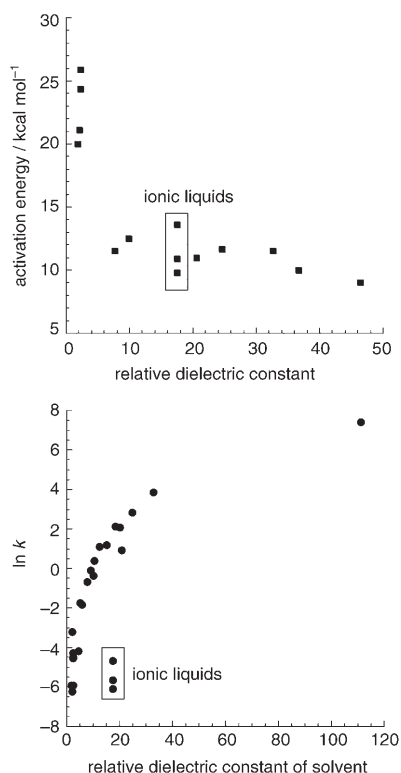 30
25
20
15
10
5
activation energy / kcal mol⁻¹
ionic liquids
0 10 20 30 40 50
relative dielectric constant
8
6
4
2
0
−2
−4
−6
−8
ln k
ionic liquids
0 20 40 60 80 100 120
relative dielectric constant of solvent